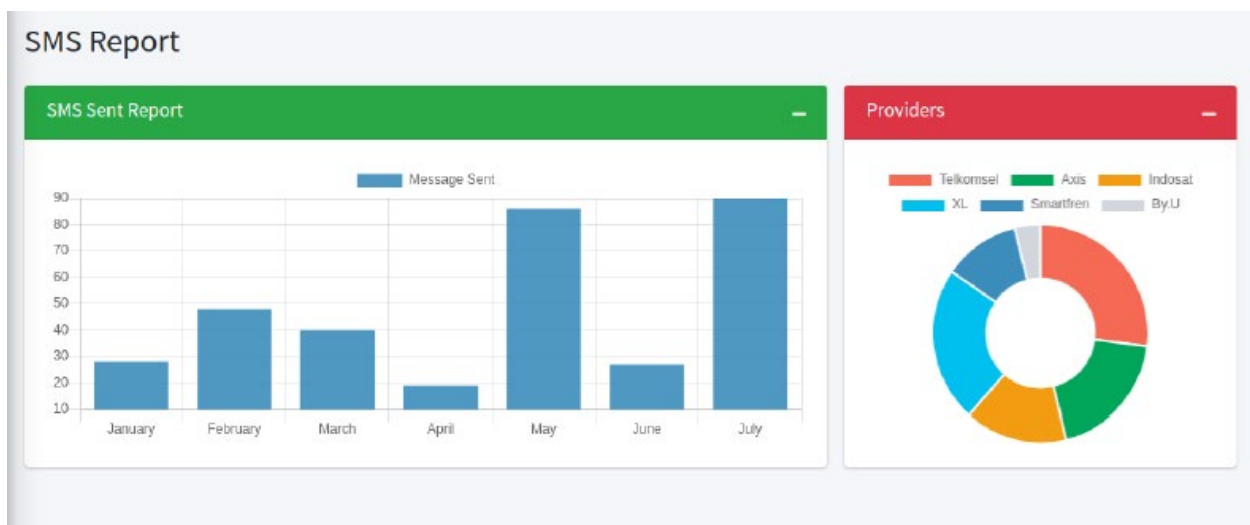 SMS Report
SMS Sent Report
Message Sent
90
80
70
60
50
40
30
20
10
January February March April May June July
Providers
Telkomsel Axis Indosat
XL Smartfren By.U